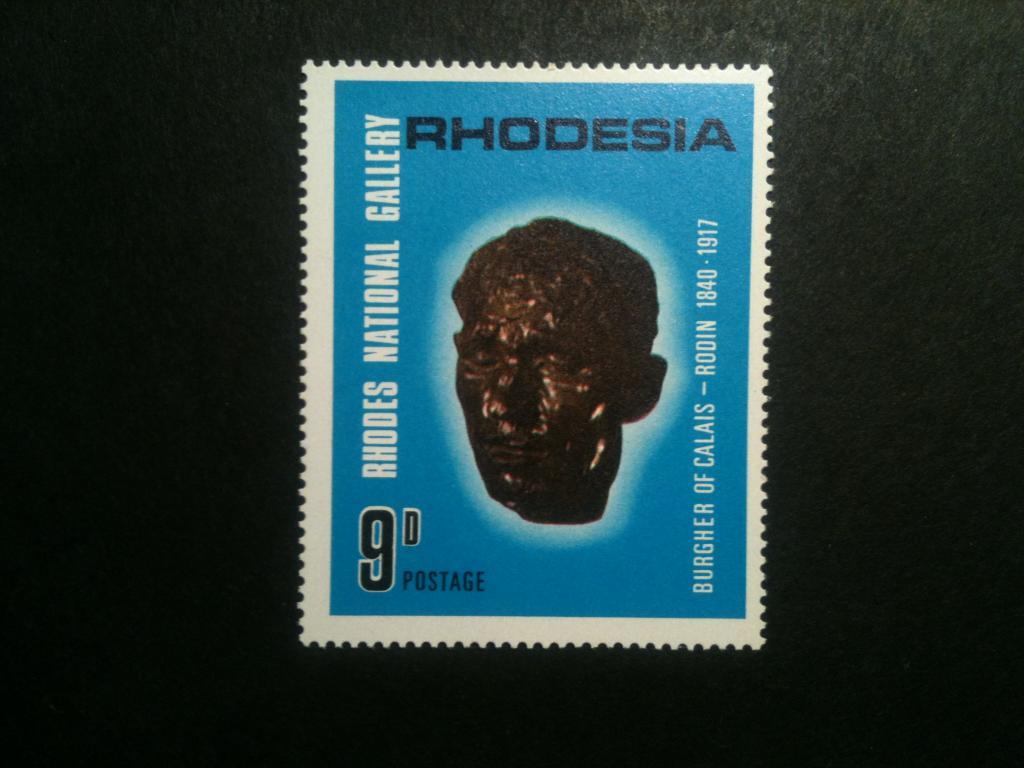 RHODESIA
RHODES NATIONAL GALLERY
BURGHER OF CALAIS – RODIN 1840·1917
9D
POSTAGE